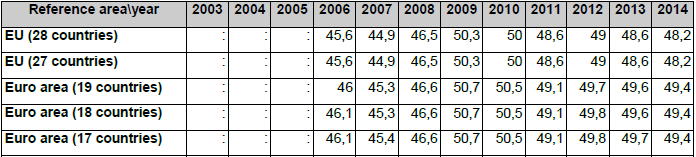 Reference area\year 2003 2004 2005 2006 2007 2008 2009 2010 2011 2012 2013 2014
EU (28 countries) : : : 45,6 44,9 46,5 50,3 50 48,6 49 48,6 48,2
EU (27 countries) : : : 45,6 44,9 46,5 50,3 50 48,6 49 48,6 48,2
Euro area (19 countries) : : : 46 45,3 46,6 50,7 50,5 49,1 49,7 49,6 49,4
Euro area (18 countries) : : : 46,1 45,3 46,6 50,7 50,5 49,1 49,8 49,6 49,4
Euro area (17 countries) : : : 46,1 45,4 46,6 50,7 50,5 49,1 49,8 49,7 49,4